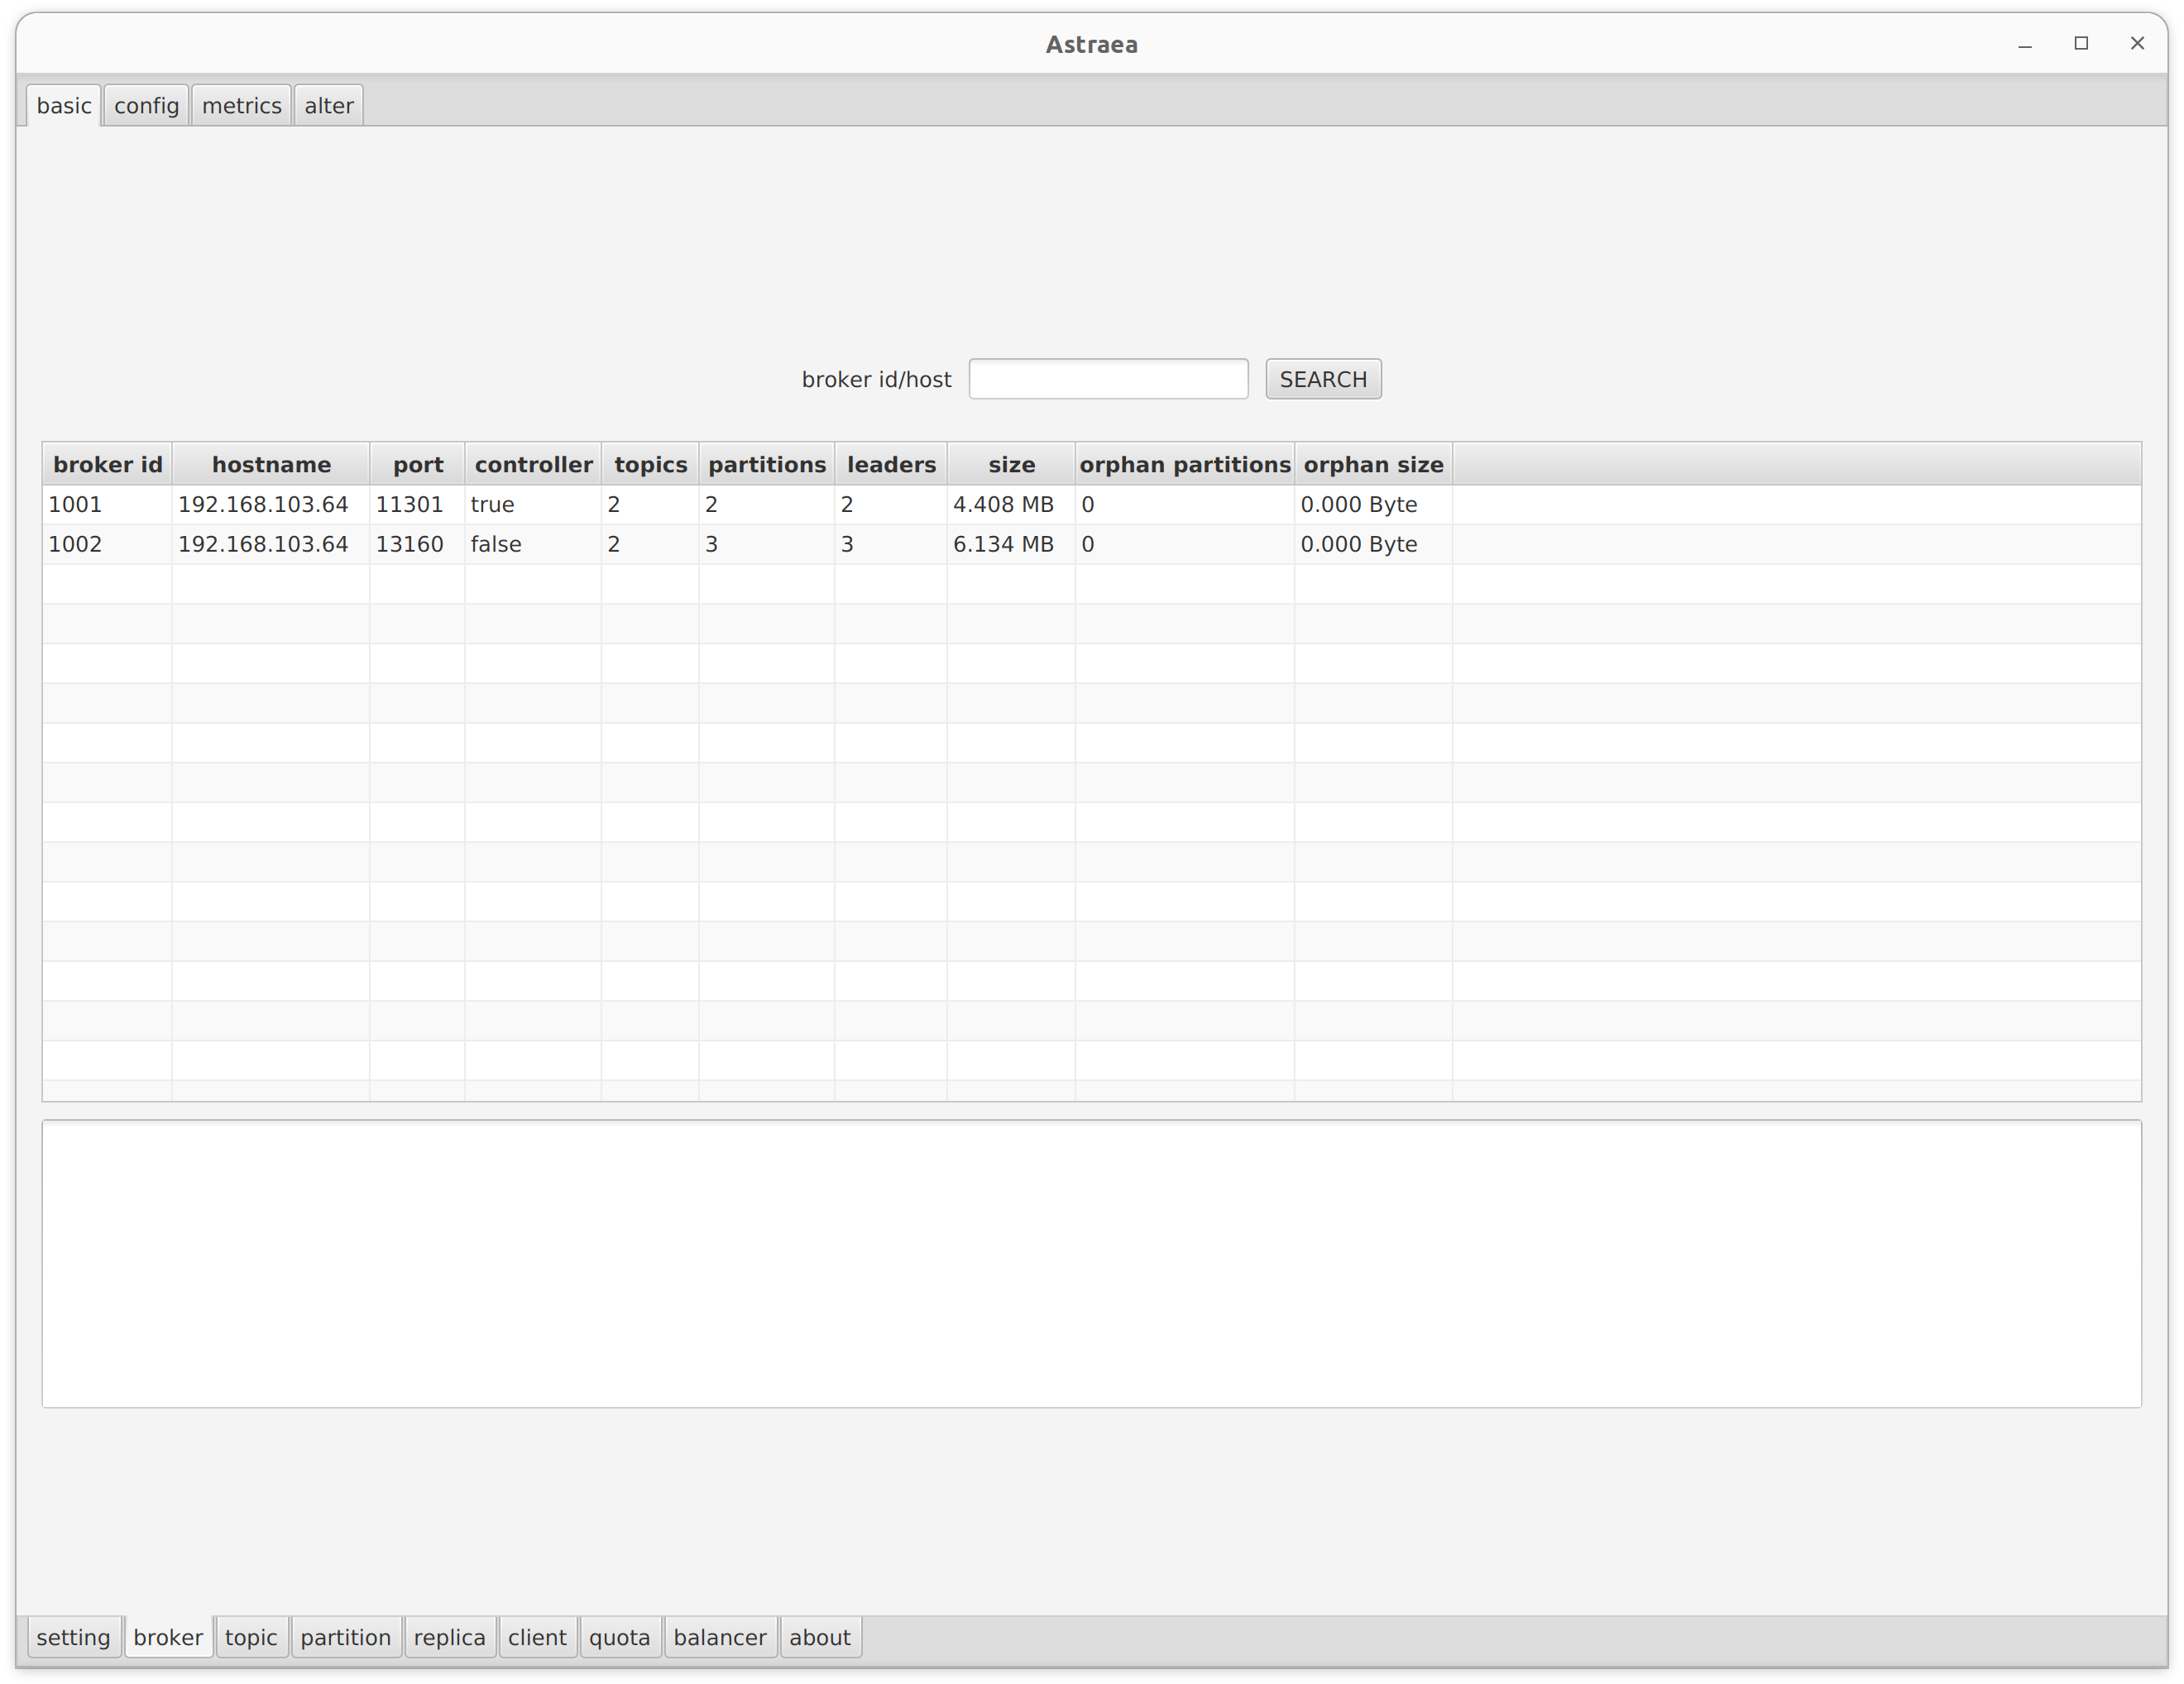 Astraea
basic config metrics alter
broker id/host SEARCH
broker id hostname port controller topics partitions leaders size orphan partitions orphan size
1001 192.168.103.64 11301 true 2 2 2 4.408 MB 0 0.000 Byte
1002 192.168.103.64 13160 false 2 3 3 6.134 MB 0 0.000 Byte
setting broker topic partition replica client quota balancer about